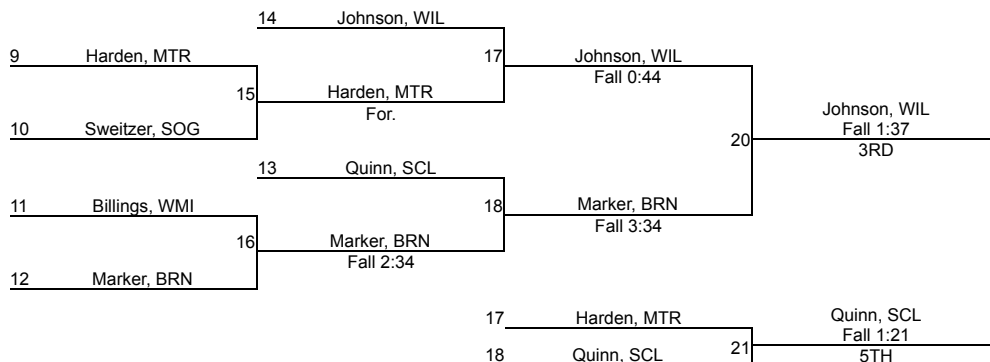 14 Johnson, WIL
9 Harden, MTR
17 Johnson, WIL
Fall 0:44
15 Harden, MTR
For.
10 Sweitzer, SOG
20 Johnson, WIL
Fall 1:37
3RD
13 Quinn, SCL
11 Billings, WMI
18 Marker, BRN
Fall 3:34
16 Marker, BRN
Fall 2:34
12 Marker, BRN
17 Harden, MTR
21 Quinn, SCL
Fall 1:21
5TH
18 Quinn, SCL